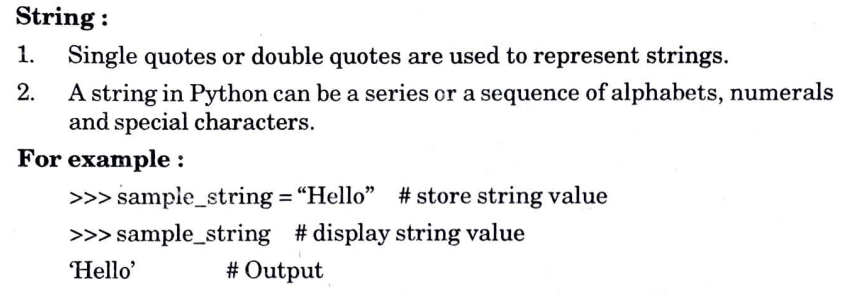 String :
1. Single quotes or double quotes are used to represent strings.
2. A string in Python can be a series or a sequence of alphabets, numerals
and special characters.
For example :
>>> sample_string = “Hello” # store string value
>>> sample_string # display string value
‘Hello’ # Output